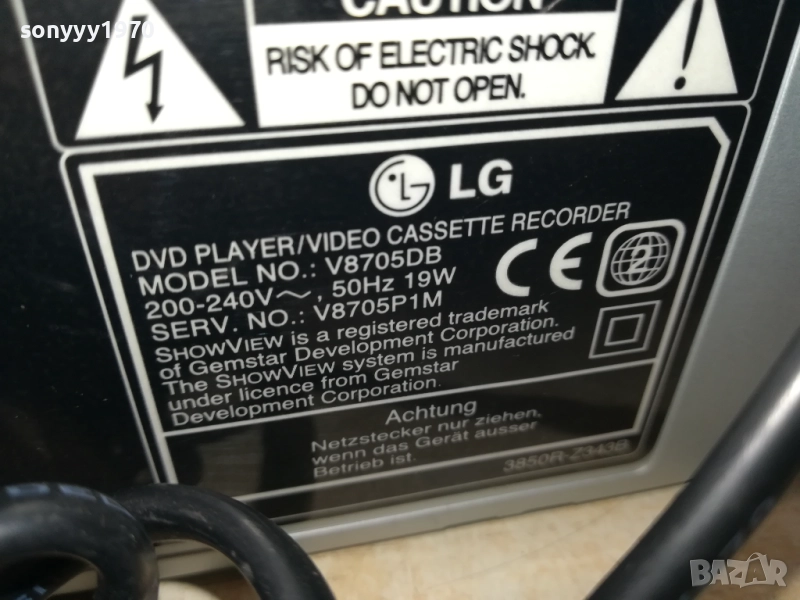 sonyyy1970
CAUTION
RISK OF ELECTRIC SHOCK.
DO NOT OPEN.
LG
DVD PLAYER/VIDEO CASSETTE RECORDER
MODEL NO.: V8705DB
200-240V~, 50Hz 19W
SERV. NO.: V8705P1M
CE
2
SHOWVIEW is a registered trademark
of Gemstar Development Corporation.
The SHOWVIEW system is manufactured
under licence from Gemstar
Development Corporation.
Achtung
Netzstecker nur ziehen,
wenn das Gerät ausser
Betrieb ist.
3850R-Z343B
BAZAR